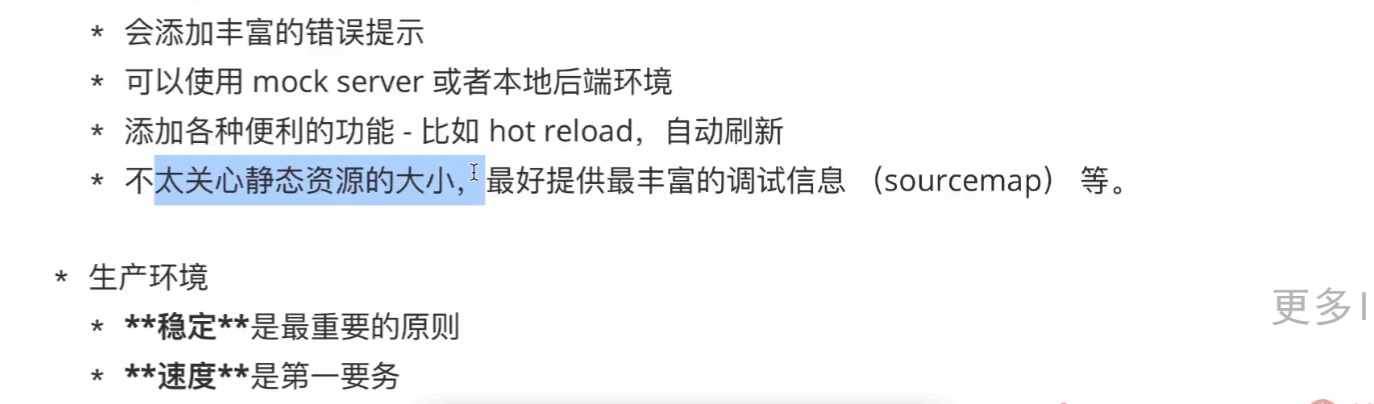 * 会添加丰富的错误提示
* 可以使用 mock server 或者本地后端环境
* 添加各种便利的功能 - 比如 hot reload，自动刷新
* 不太关心静态资源的大小，最好提供最丰富的调试信息 （sourcemap） 等。
* 生产环境
更多
* **稳定**是最重要的原则
* **速度**是第一要务